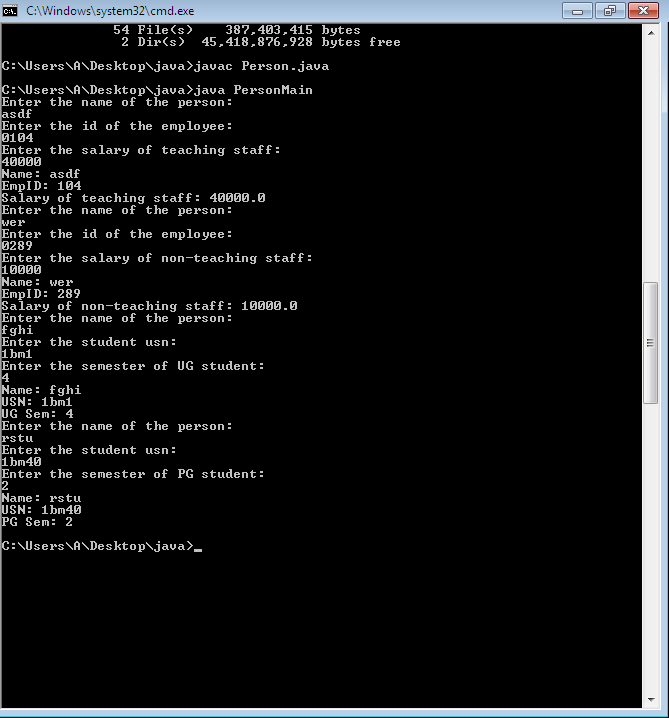 C:\Windows\system32\cmd.exe
54 File(s)    387,403,415 bytes
2 Dir(s)  45,418,876,928 bytes free
C:\Users\A\Desktop\java>javac Person.java
C:\Users\A\Desktop\java>java PersonMain
Enter the name of the person:
asdf
Enter the id of the employee:
0104
Enter the salary of teaching staff:
40000
Name: asdf
EmpID: 104
Salary of teaching staff: 40000.0
Enter the name of the person:
wer
Enter the id of the employee:
0289
Enter the salary of non-teaching staff:
10000
Name: wer
EmpID: 289
Salary of non-teaching staff: 10000.0
Enter the name of the person:
fghi
Enter the student usn:
1bm1
Enter the semester of UG student:
4
Name: fghi
USN: 1bm1
UG Sem: 4
Enter the name of the person:
rstu
Enter the student usn:
1bm40
Enter the semester of PG student:
2
Name: rstu
USN: 1bm40
PG Sem: 2
C:\Users\A\Desktop\java>_